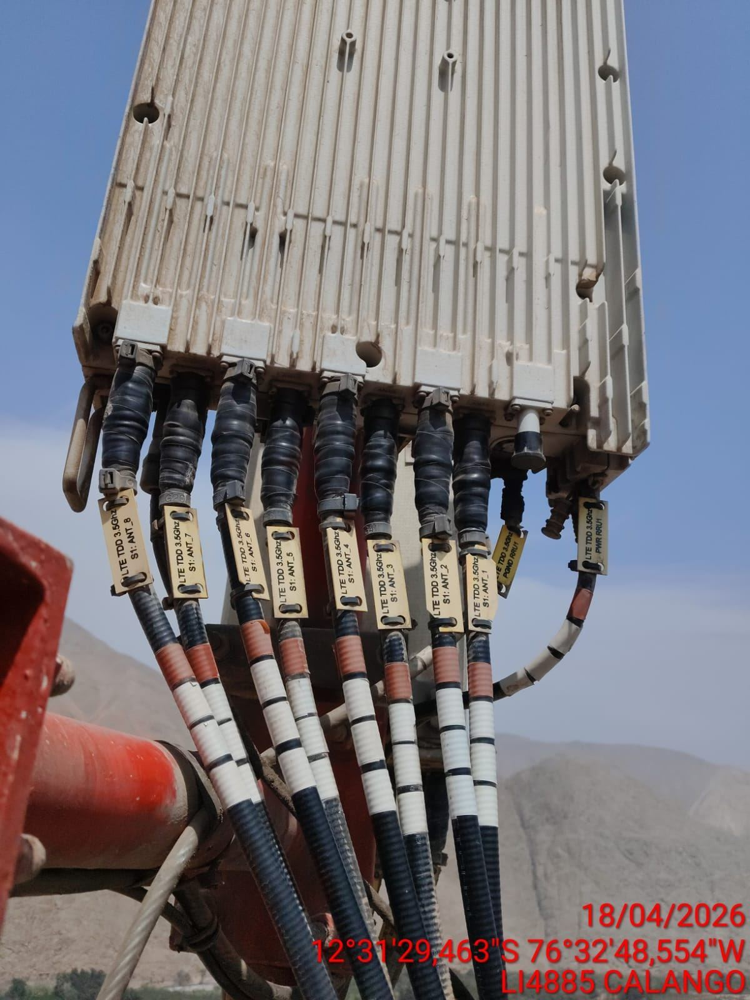 LTE TDD 3.5Ghz
S1: ANT_8
LTE TDD 3.5Ghz
S1: ANT_7
LTE TDD 3.5Ghz
S1: ANT_6
LTE TDD 3.5Ghz
S1: ANT_5
LTE TDD 3.5Ghz
S1: ANT_4
LTE TDD 3.5Ghz
S1: ANT_3
LTE TDD 3.5Ghz
S1: ANT_2
LTE TDD 3.5Ghz
S1: ANT_1
TDD 3.5Ghz
PGND RRU1
LTE TDD 3.5Ghz
PWR RRU1
18/04/2026
12°31'29,463"S 76°32'48,554"W
LI4885 CALANGO